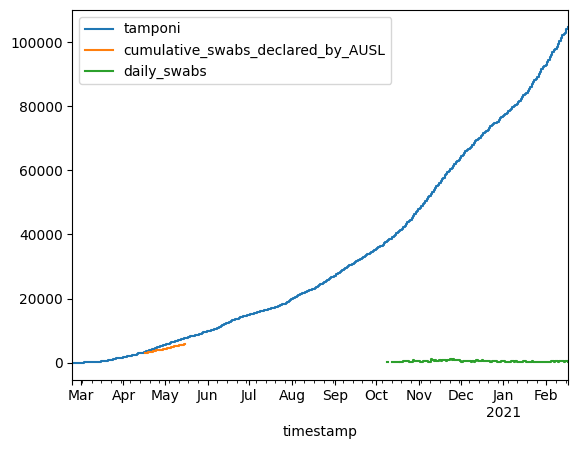 tamponi
cumulative_swabs_declared_by_AUSL
daily_swabs
100000
80000
60000
40000
20000
0
Mar Apr May Jun Jul Aug Sep Oct Nov Dec Jan Feb
2021
timestamp